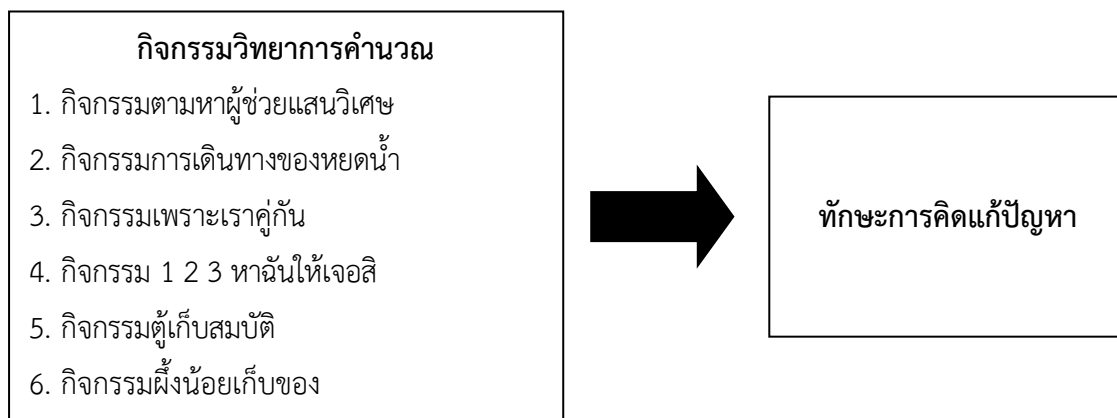 กิจกรรมวิทยาการคำนวณ
1. กิจกรรมตามหาผู้ช่วยแสนวิเศษ
2. กิจกรรมการเดินทางของหยดน้ำ
3. กิจกรรมเพราะเราคู่กัน
4. กิจกรรม 1 2 3 หาฉันให้เจอสิ
5. กิจกรรมตู้เก็บสมบัติ
6. กิจกรรมผึ้งน้อยเก็บของ
ทักษะการคิดแก้ปัญหา